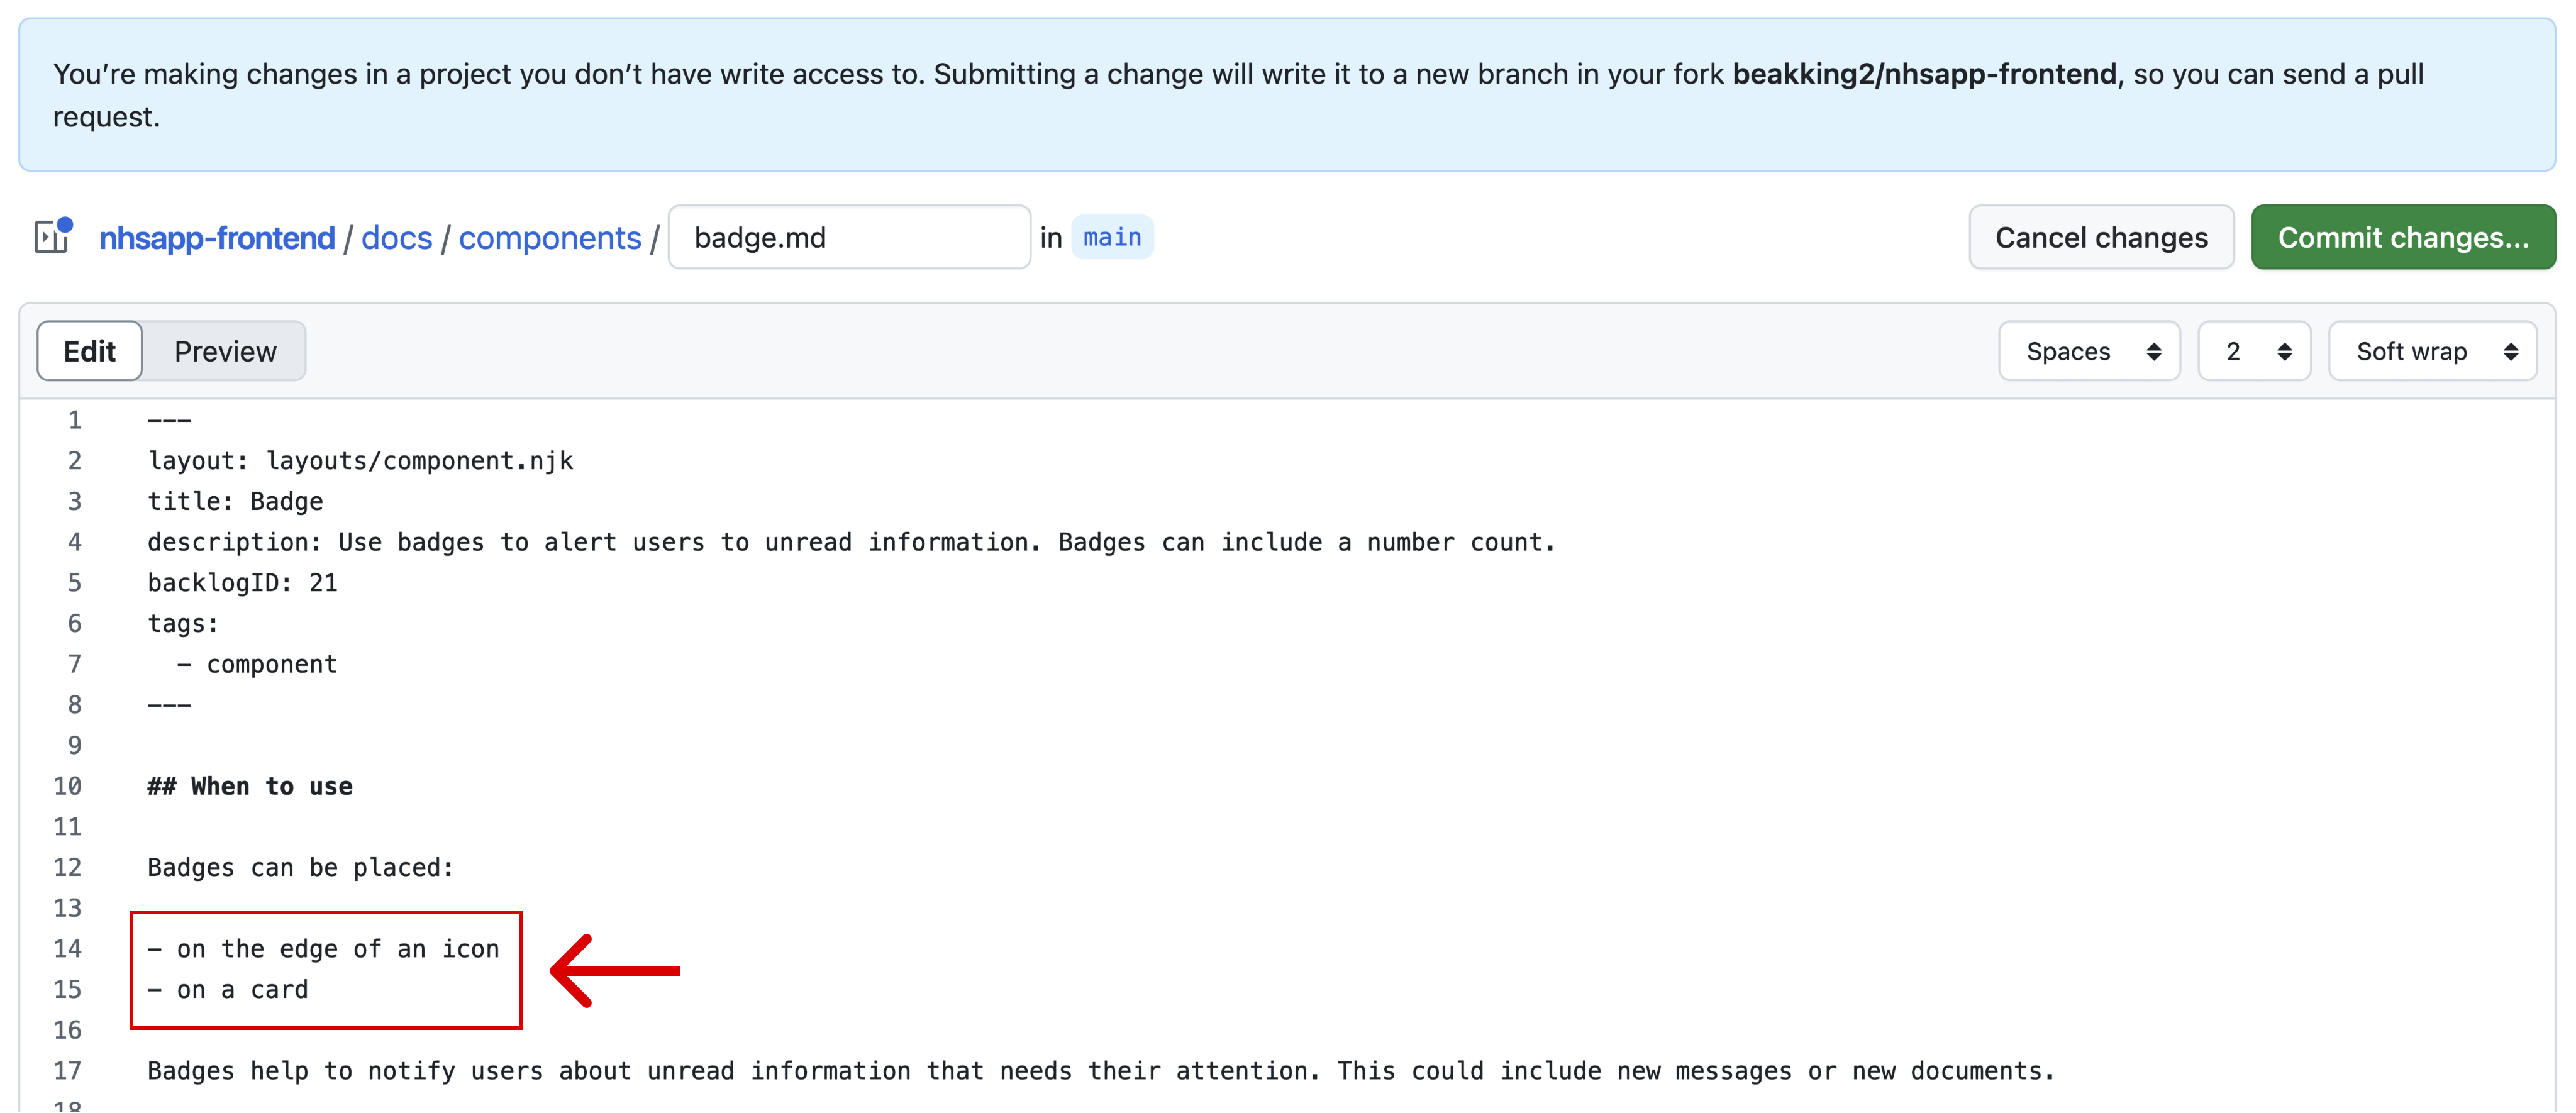 You’re making changes in a project you don’t have write access to. Submitting a change will write it to a new branch in your fork beakking2/nhsapp-frontend, so you can send a pull
request.
nhsapp-frontend / docs / components / badge.md in main
Cancel changes
Commit changes...
Edit
Preview
Spaces
2
Soft wrap
1 ---
2 layout: layouts/component.njk
3 title: Badge
4 description: Use badges to alert users to unread information. Badges can include a number count.
5 backlogID: 21
6 tags:
7   - component
8 ---
9
10 ## When to use
11
12 Badges can be placed:
13
14 - on the edge of an icon
15 - on a card
16
17 Badges help to notify users about unread information that needs their attention. This could include new messages or new documents.
18